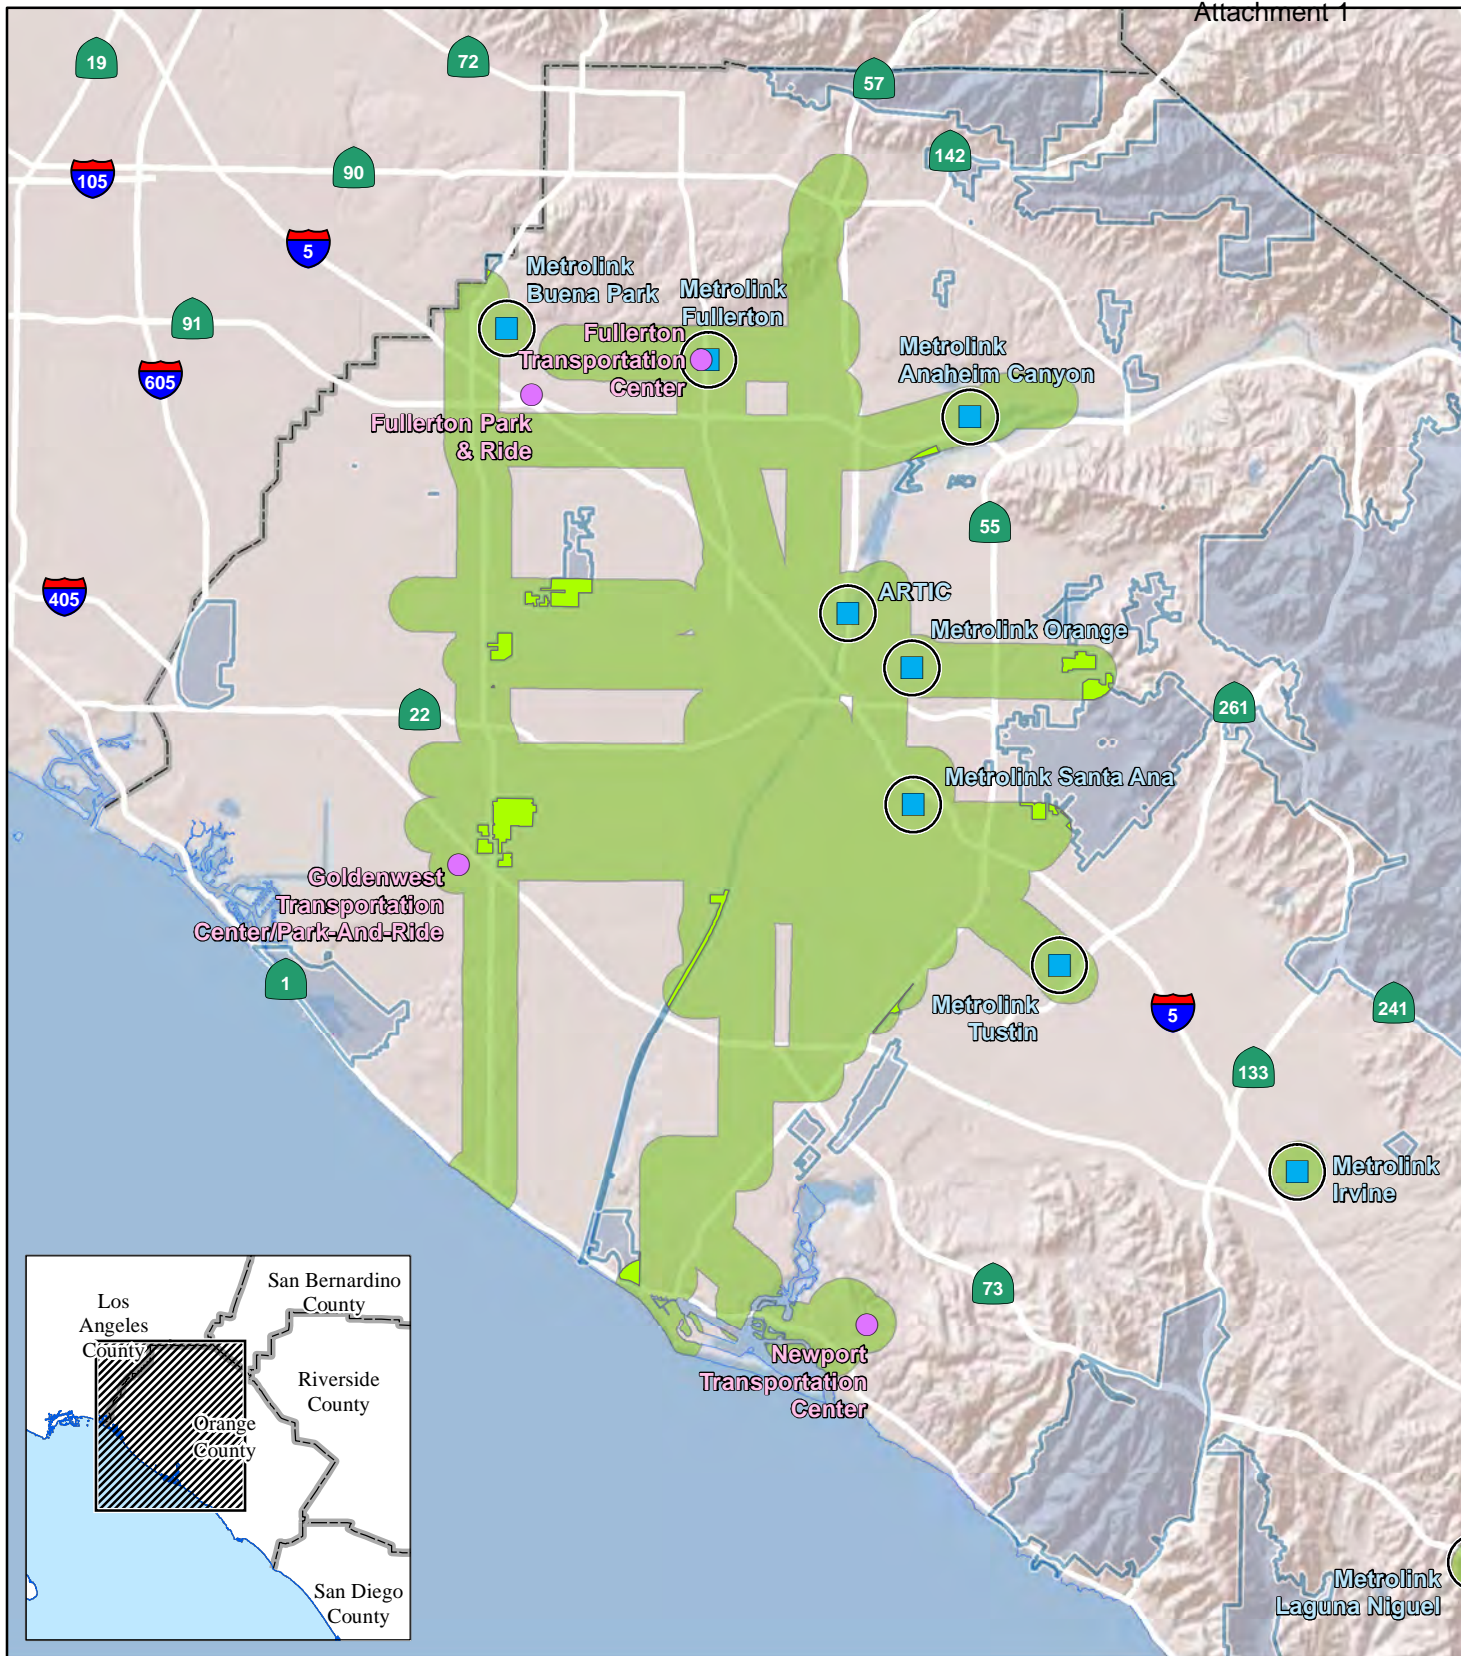 Attachment 1
19
72
57
142
105
90
5
Metrolink
Buena Park
Metrolink
Fullerton
91
Fullerton
Transportation
Center
Metrolink
Anaheim Canyon
605
Fullerton Park
& Ride
55
405
ARTIC
Metrolink Orange
22
261
Metrolink Santa Ana
Goldenwest
Transportation
Center/Park-And-Ride
1
Metrolink
Tustin
5
241
133
Metrolink
Irvine
73
Newport
Transportation
Center
Metrolink
Laguna Niguel
San Bernardino
County
Los
Angeles
County
Riverside
County
Orange
County
San Diego
County